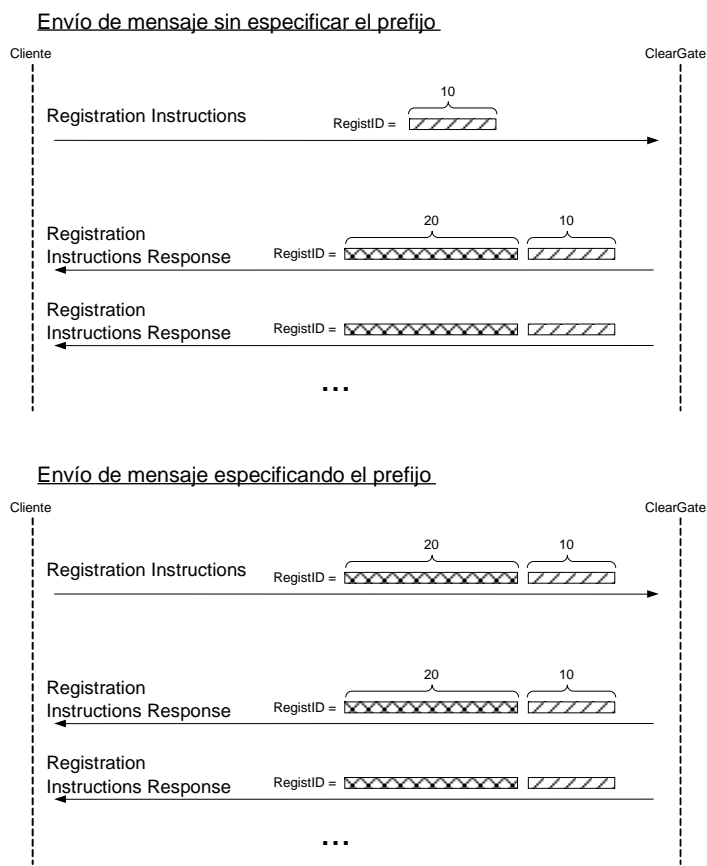 Envío de mensaje sin especificar el prefijo
Cliente
ClearGate
10
Registration Instructions
RegistID =
20
10
Registration
Instructions Response
RegistID =
Registration
Instructions Response
RegistID =
...
Envío de mensaje especificando el prefijo
Cliente
ClearGate
20
10
Registration Instructions
RegistID =
20
10
Registration
Instructions Response
RegistID =
Registration
Instructions Response
RegistID =
...